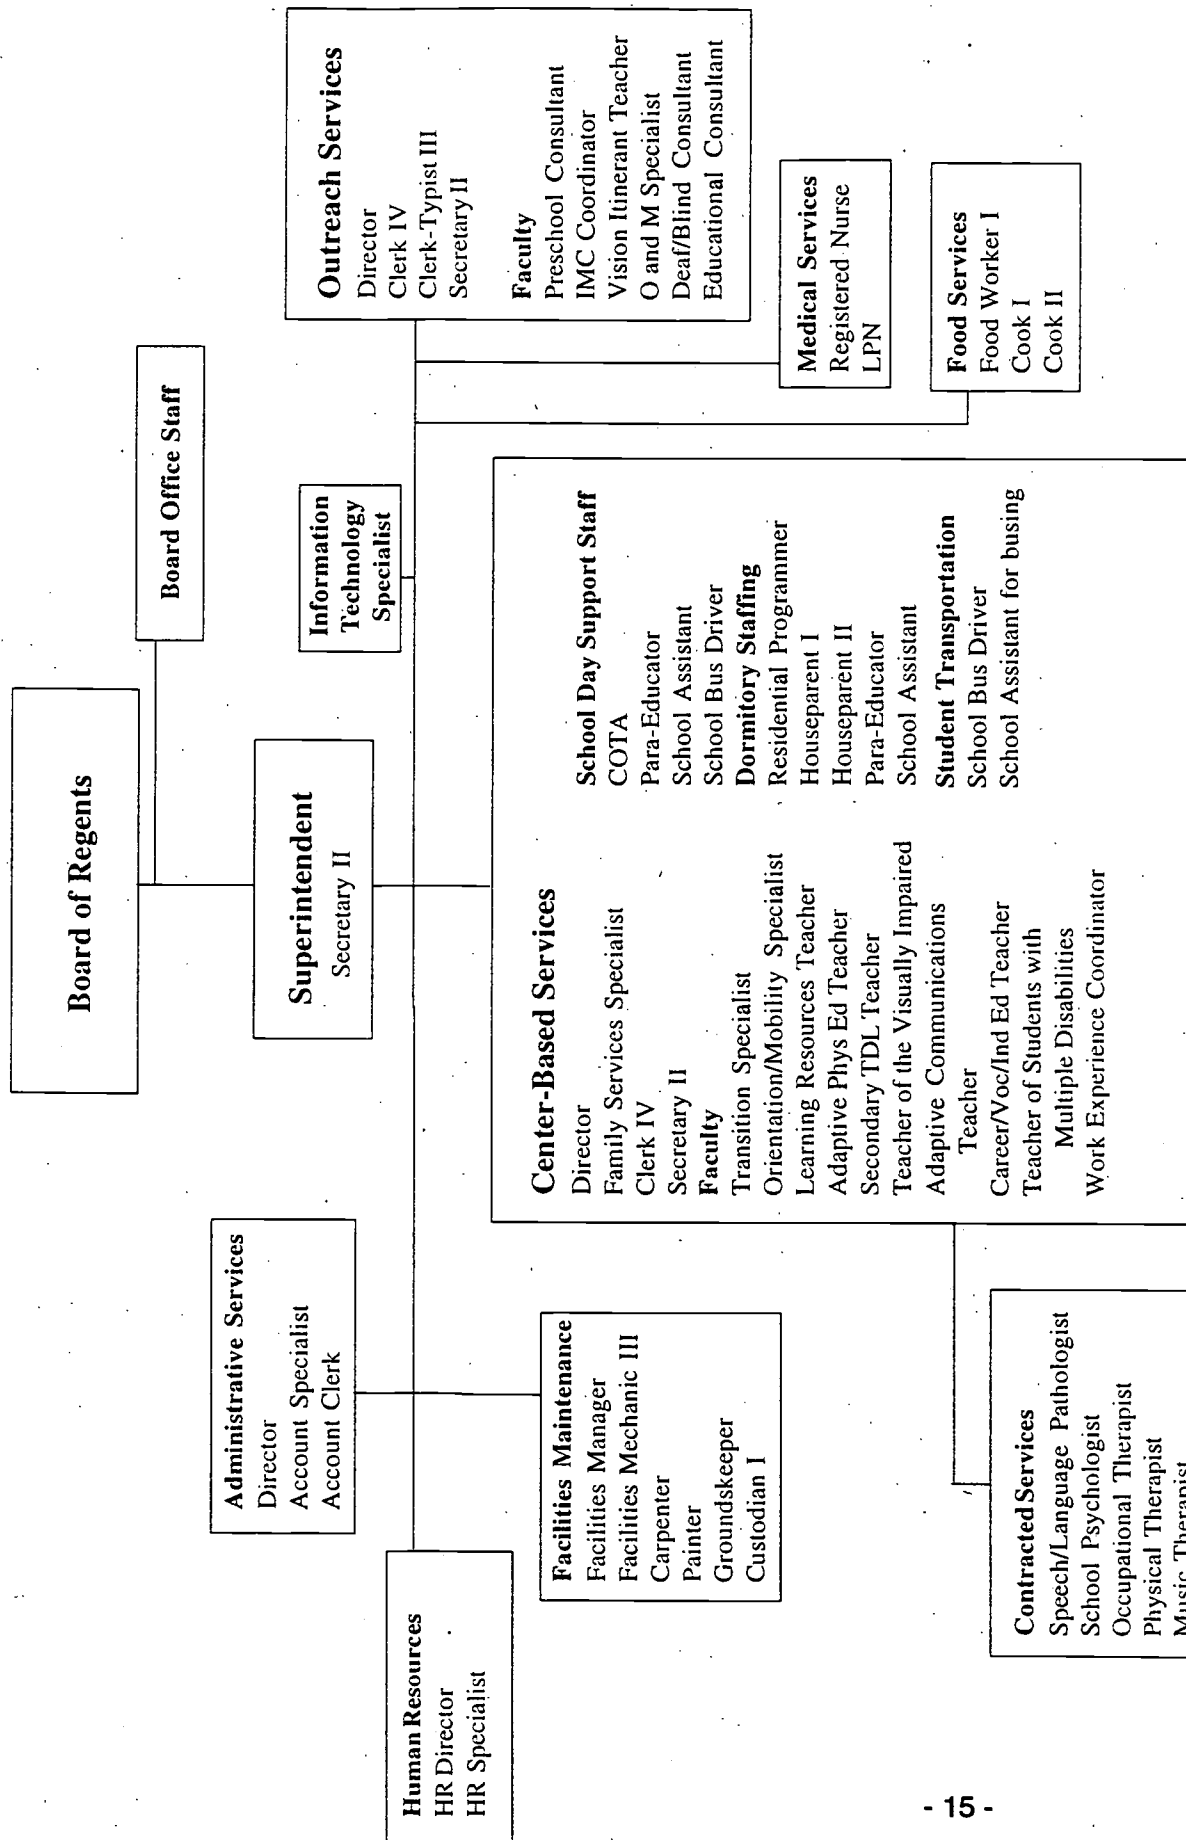 Board of Regents
Board Office Staff
Superintendent
Secretary II
Information
Technology
Specialist
Administrative Services
Director
Account Specialist
Account Clerk
Human Resources
HR Director
HR Specialist
Facilities Maintenance
Facilities Manager
Facilities Mechanic III
Carpenter
Painter
Groundskeeper
Custodian I
Center-Based Services
Director
Family Services Specialist
Clerk IV
Secretary II
Faculty
Transition Specialist
Orientation/Mobility Specialist
Learning Resources Teacher
Adaptive Phys Ed Teacher
Secondary TDL Teacher
Teacher of the Visually Impaired
Adaptive Communications
Teacher
Career/Voc/Ind Ed Teacher
Teacher of Students with
Multiple Disabilities
Work Experience Coordinator
School Day Support Staff
COTA
Para-Educator
School Assistant
School Bus Driver
Dormitory Staffing
Residential Programmer
Houseparent I
Houseparent II
Para-Educator
School Assistant
Student Transportation
School Bus Driver
School Assistant for busing
Outreach Services
Director
Clerk IV
Clerk-Typist III
Secretary II
Faculty
Preschool Consultant
IMC Coordinator
Vision Itinerant Teacher
O and M Specialist
Deaf/Blind Consultant
Educational Consultant
Medical Services
Registered Nurse
LPN
Food Services
Food Worker I
Cook I
Cook II
Contracted Services
Speech/Language Pathologist
School Psychologist
Occupational Therapist
Physical Therapist
Music Therapist
- 15 -